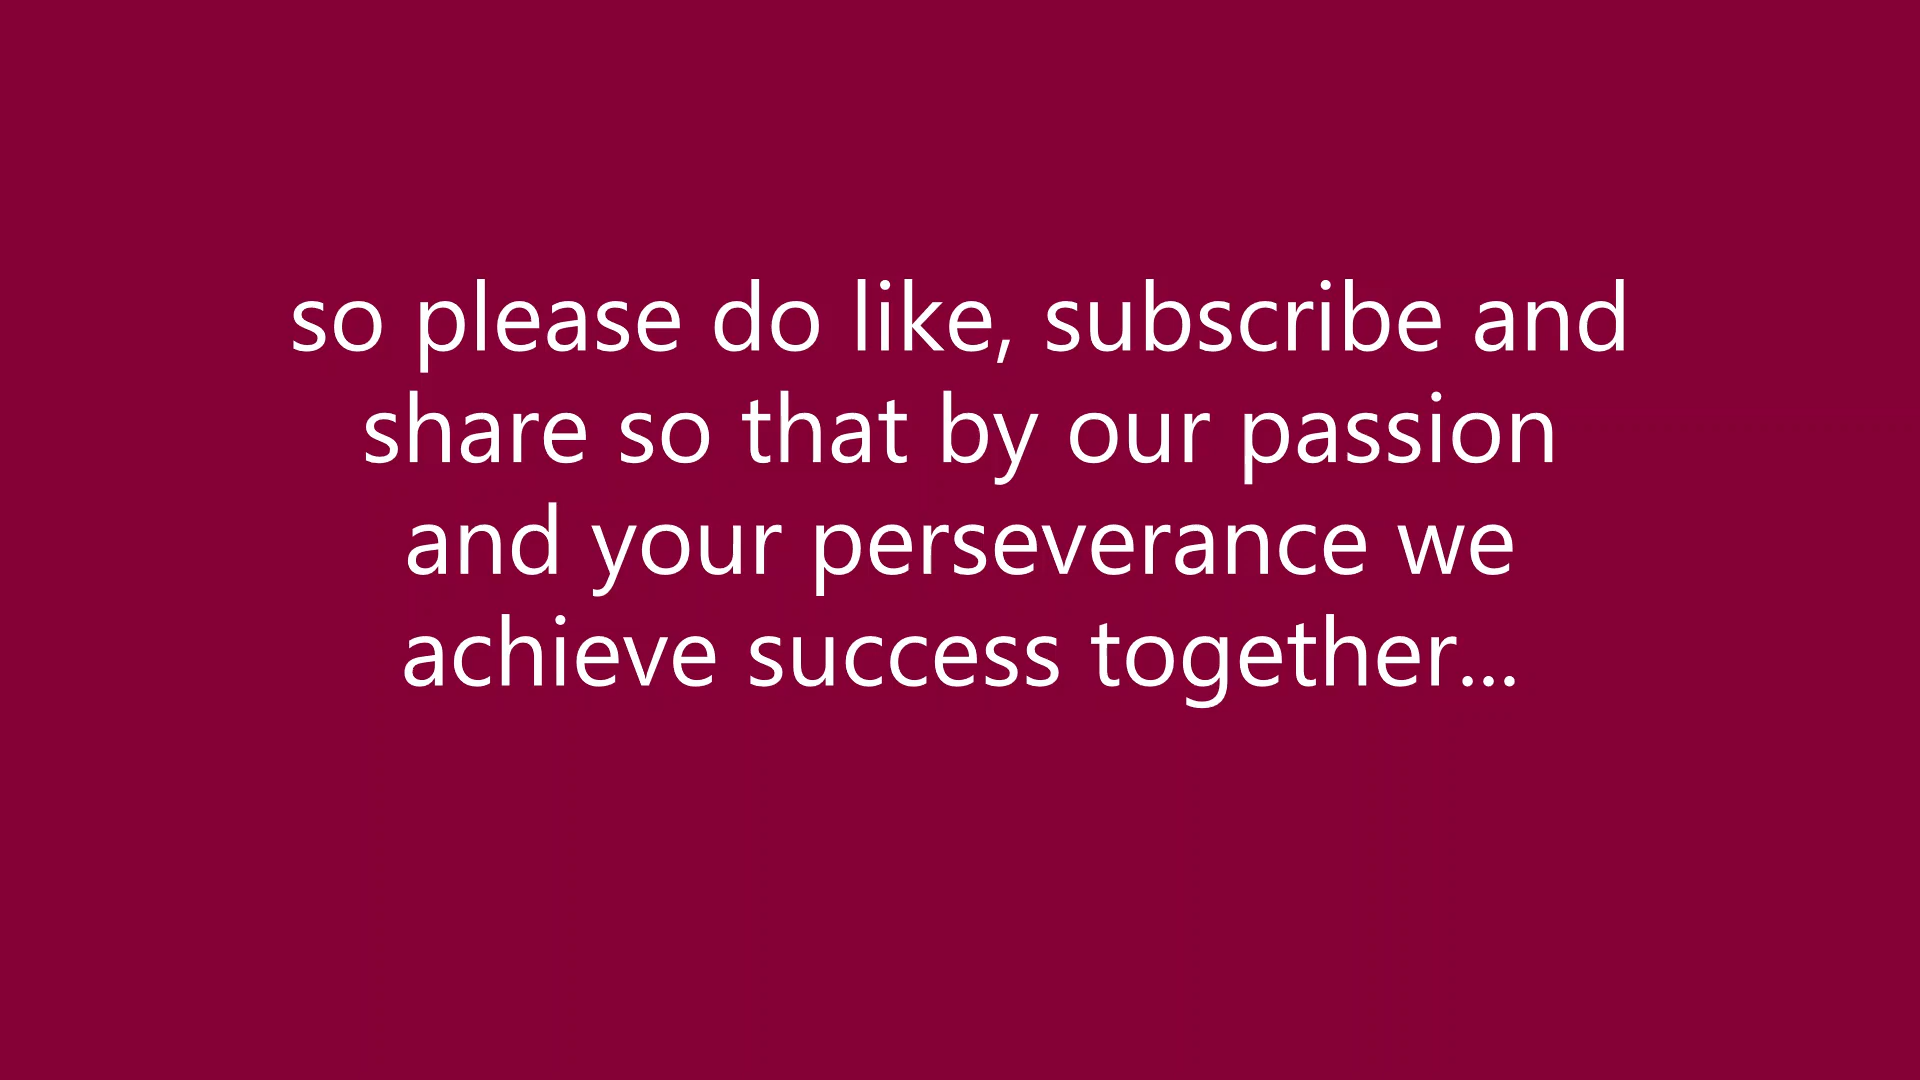 so please do like, subscribe and
share so that by our passion
and your perseverance we
achieve success together...